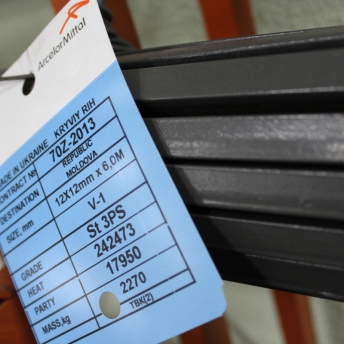 ArcelorMittal
MADE IN UKRAINE KRYVIY RIH
CONTRACT № 70Z-2013
DESTINATION REPUBLIC MOLDOVA
SIZE, mm 12X12mm x 6,0M
V-1
GRADE St 3PS
HEAT 242473
PARTY 17950
MASS,kg 2270
TBK(2)